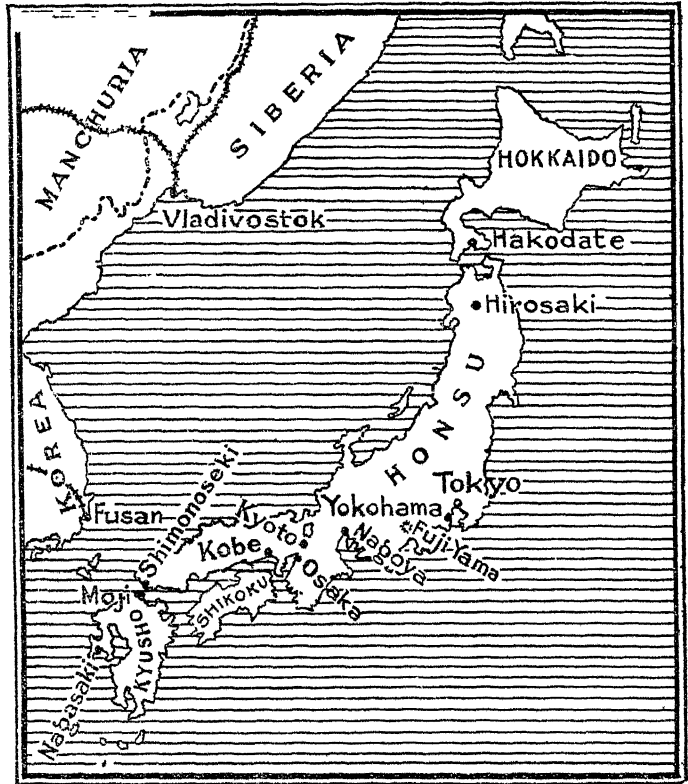 MANCHURIA
SIBERIA
HOKKAIDO
Vladivostok
Hakodate
Hirosaki
KOREA
HONSU
Tokyo
Yokohama
Fuji-Yama
Nagoya
Fusan
Shimonoseki
Kyoto
Kobe
Osaka
Moji
SHIKOKU
KYUSHO
Nagasaki